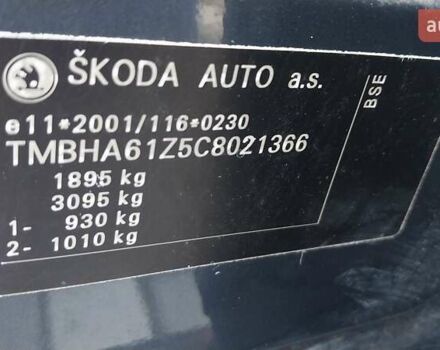 ŠKODA AUTO a.s.
BSE
e11*2001/116*0230
TMBHA61Z5C8021366
1895 kg
3095 kg
1- 930 kg
2- 1010 kg